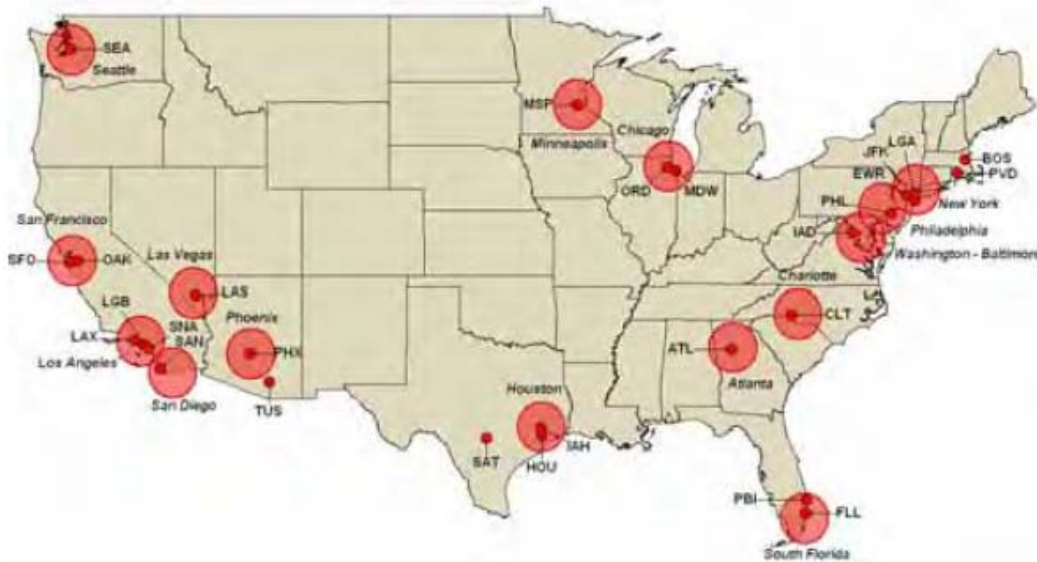 SEA
Seattle
MSP
Minneapolis
Chicago
ORD
MDW
LGA
JFK
EWR
BOS
PVD
PHL
New York
IAD
Philadelphia
Washington - Baltimore
San Francisco
SFO
OAK
Las Vegas
LAS
LGB
SNA
LAX
SAN
Los Angeles
San Diego
Phoenix
PHX
TUS
Charlotte
CLT
ATL
Atlanta
Houston
IAH
HOU
SAT
PBI
FLL
South Florida